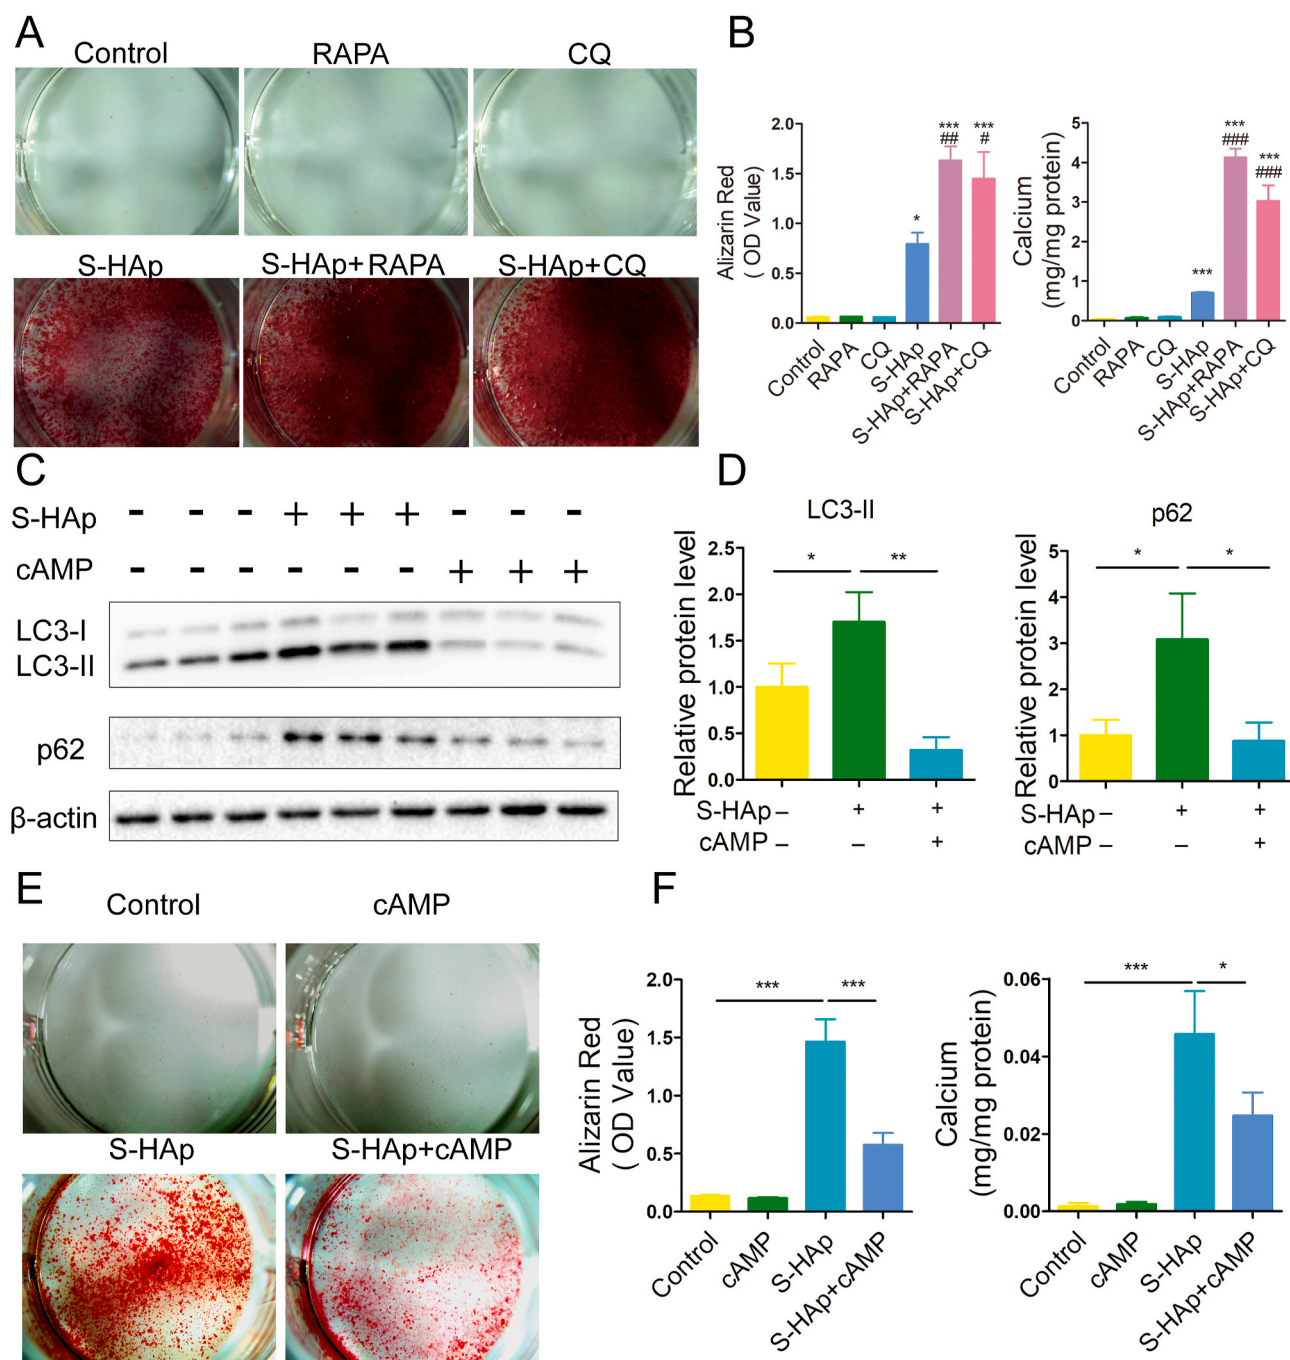 A
Control
RAPA
CQ
S-HAp
S-HAp+RAPA
S-HAp+CQ
B
Alizarin Red
( OD Value)
2.0
1.5
1.0
0.5
0.0
*
***
##
***
#
Control
RAPA
CQ
S-HAp
S-HAp+RAPA
S-HAp+CQ
Calcium
(mg/mg protein)
5
4
3
2
1
0
***
***
###
***
###
Control
RAPA
CQ
S-HAp
S-HAp+RAPA
S-HAp+CQ
C
S-HAp - - - + + + - - -
cAMP - - - - - - + + +
LC3-I
LC3-II
p62
β-actin
D
LC3-II
Relative protein level
2.5
2.0
1.5
1.0
0.5
0.0
* **
S-HAp – + +
cAMP – – +
p62
Relative protein level
5
4
3
2
1
0
* *
S-HAp – + +
cAMP – – +
E
Control
cAMP
S-HAp
S-HAp+cAMP
F
Alizarin Red
( OD Value)
2.0
1.5
1.0
0.5
0.0
*** ***
Control
cAMP
S-HAp
S-HAp+cAMP
Calcium
(mg/mg protein)
0.06
0.04
0.02
0.00
*** *
Control
cAMP
S-HAp
S-HAp+cAMP